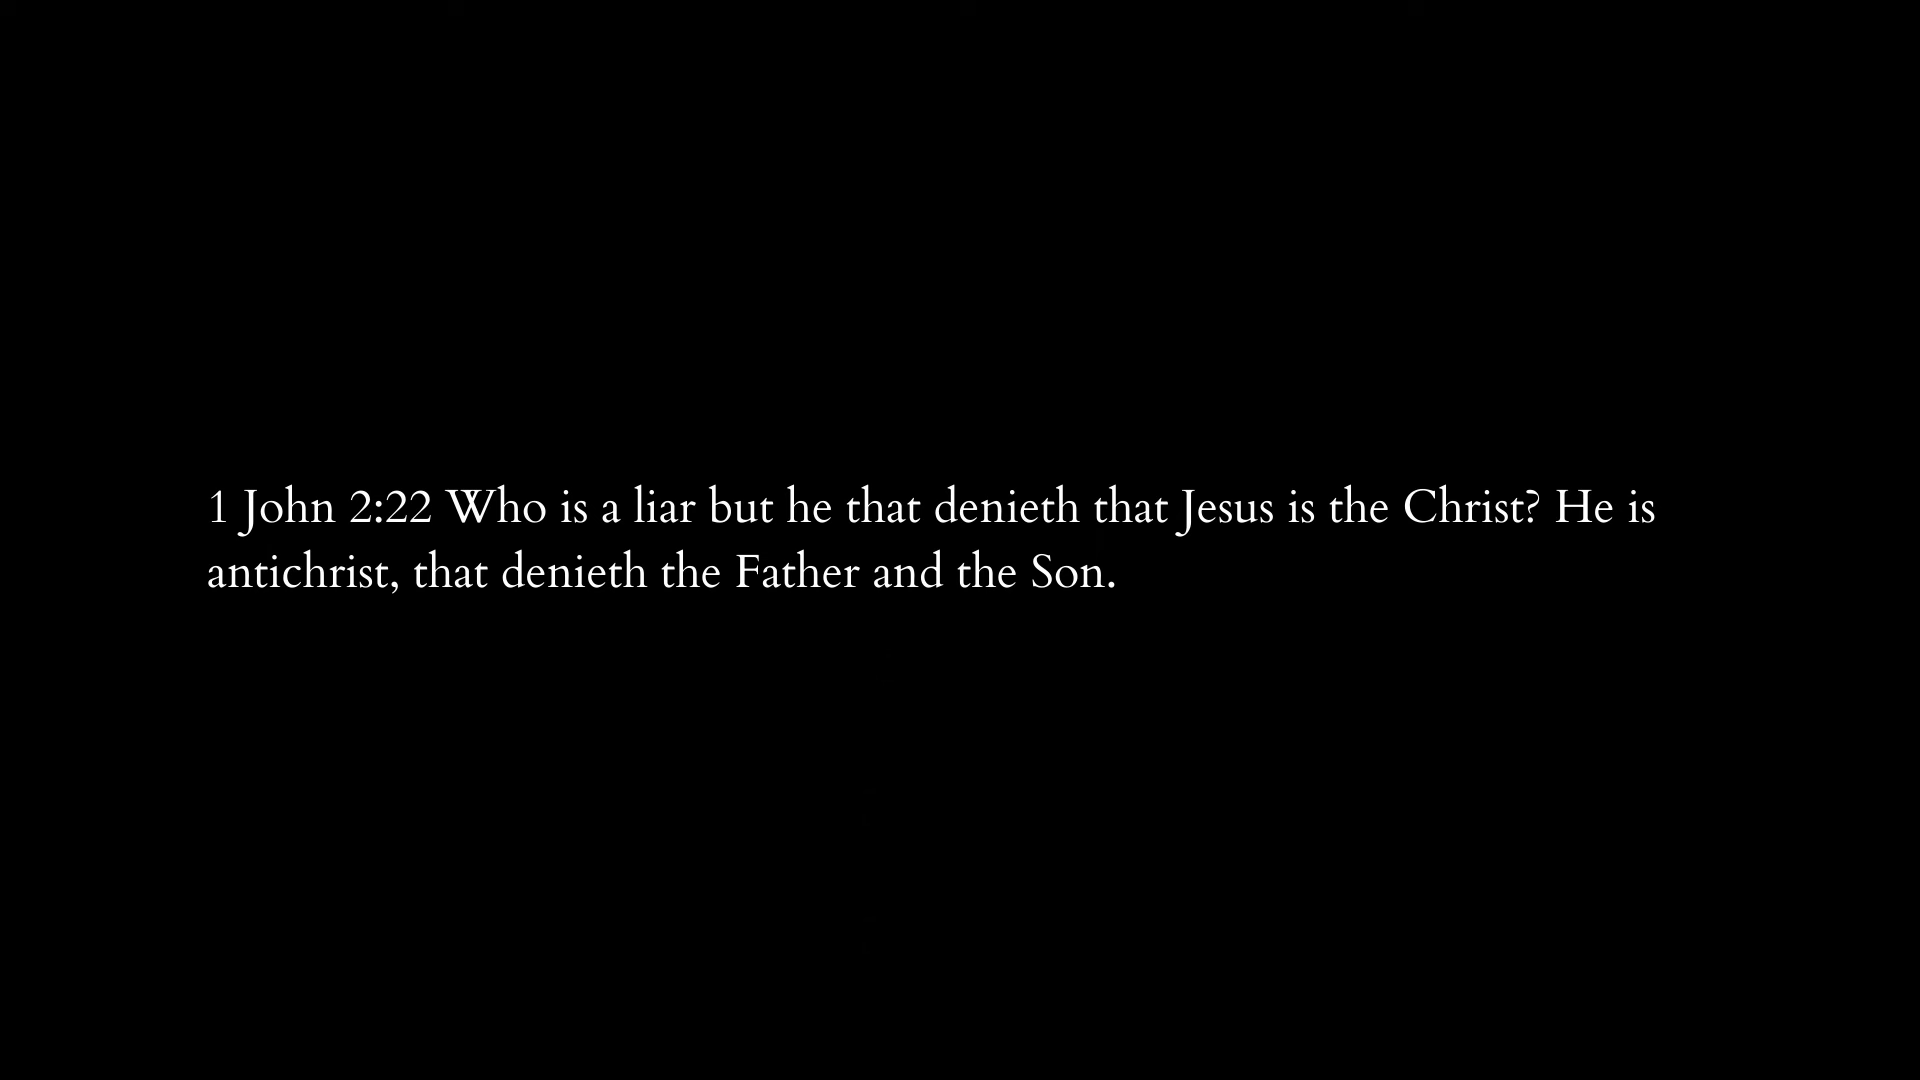 1 John 2:22 Who is a liar but he that denieth that Jesus is the Christ? He is
antichrist, that denieth the Father and the Son.